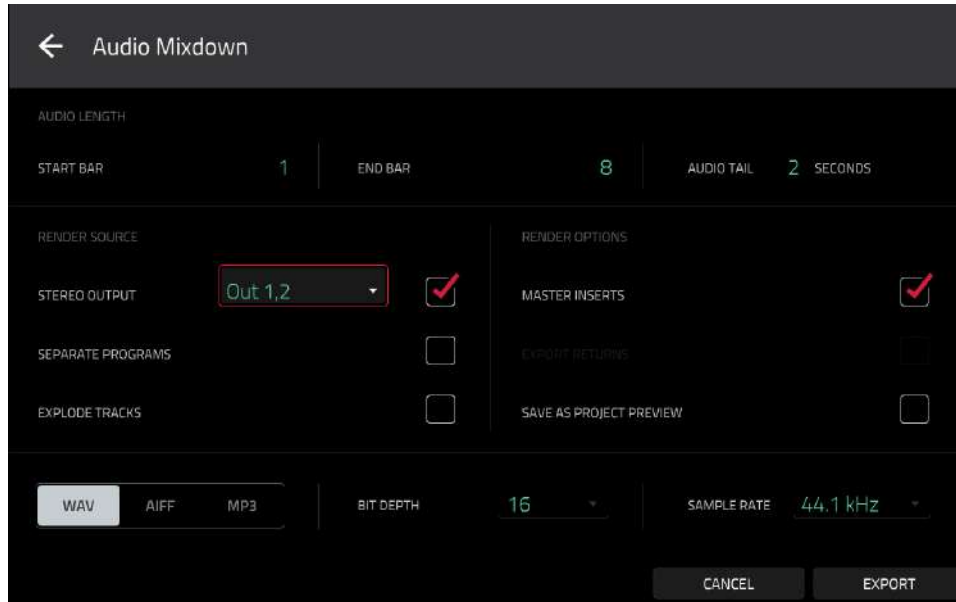 Audio Mixdown
AUDIO LENGTH
START BAR 1 END BAR 8 AUDIO TAIL 2 SECONDS
RENDER SOURCE RENDER OPTIONS
STEREO OUTPUT Out 1,2 MASTER INSERTS
SEPARATE PROGRAMS EXPORT RETURNS
EXPLODE TRACKS SAVE AS PROJECT PREVIEW
WAV AIFF MP3 BIT DEPTH 16 SAMPLE RATE 44.1 kHz
CANCEL EXPORT